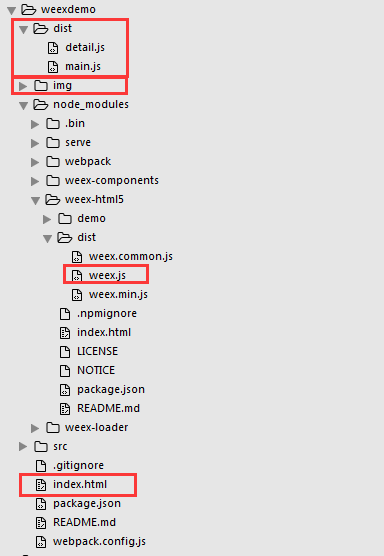 weexdemo
dist
detail.js
main.js
img
node_modules
.bin
serve
webpack
weex-components
weex-html5
demo
dist
weex.common.js
weex.js
weex.min.js
.npmignore
index.html
LICENSE
NOTICE
package.json
README.md
weex-loader
src
.gitignore
index.html
package.json
README.md
webpack.config.js